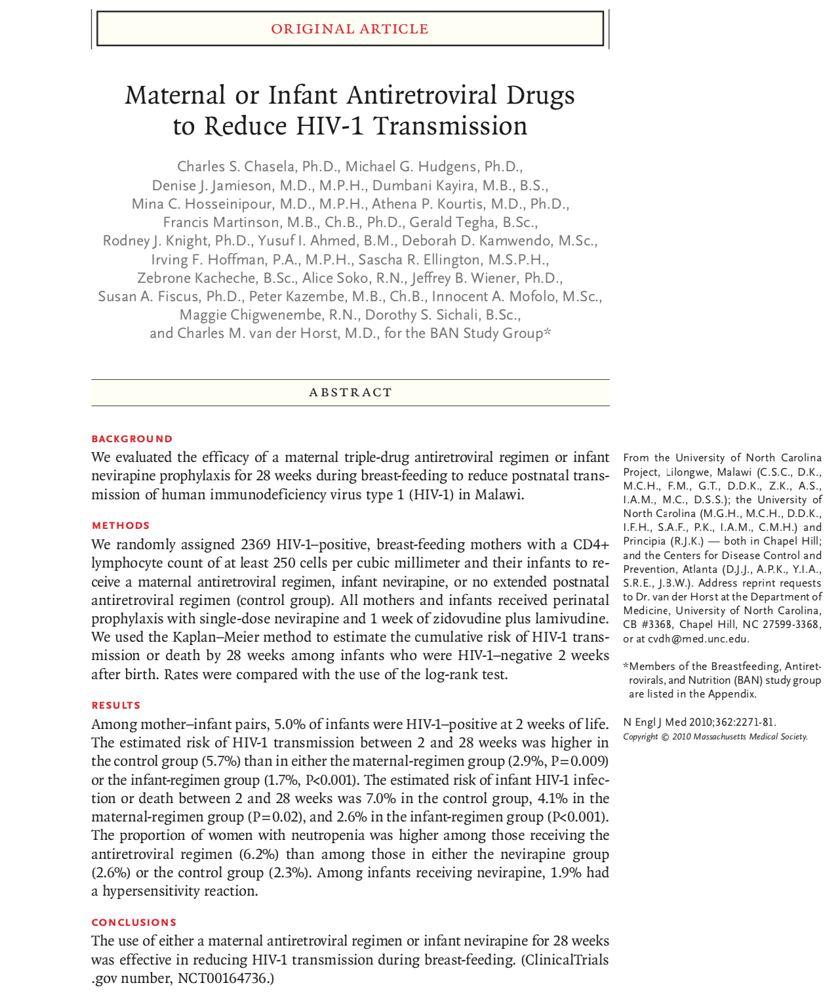 ORIGINAL ARTICLE
Maternal or Infant Antiretroviral Drugs
to Reduce HIV-1 Transmission
Charles S. Chasela, Ph.D., Michael G. Hudgens, Ph.D.,
Denise J. Jamieson, M.D., M.P.H., Dumbani Kayira, M.B., B.S.,
Mina C. Hosseinipour, M.D., M.P.H., Athena P. Kourtis, M.D., Ph.D.,
Francis Martinson, M.B., Ch.B., Ph.D., Gerald Tegha, B.Sc.,
Rodney J. Knight, Ph.D., Yusuf I. Ahmed, B.M., Deborah D. Kamwendo, M.Sc.,
Irving F. Hoffman, P.A., M.P.H., Sascha R. Ellington, M.S.P.H.,
Zebrone Kacheche, B.Sc., Alice Soko, R.N., Jeffrey B. Wiener, Ph.D.,
Susan A. Fiscus, Ph.D., Peter Kazembe, M.B., Ch.B., Innocent A. Mofolo, M.Sc.,
Maggie Chigwenembe, R.N., Dorothy S. Sichali, B.Sc.,
and Charles M. van der Horst, M.D., for the BAN Study Group*
ABSTRACT
BACKGROUND
We evaluated the efficacy of a maternal triple-drug antiretroviral regimen or infant
nevirapine prophylaxis for 28 weeks during breast-feeding to reduce postnatal trans-
mission of human immunodeficiency virus type 1 (HIV-1) in Malawi.
METHODS
We randomly assigned 2369 HIV-1–positive, breast-feeding mothers with a CD4+
lymphocyte count of at least 250 cells per cubic millimeter and their infants to re-
ceive a maternal antiretroviral regimen, infant nevirapine, or no extended postnatal
antiretroviral regimen (control group). All mothers and infants received perinatal
prophylaxis with single-dose nevirapine and 1 week of zidovudine plus lamivudine.
We used the Kaplan–Meier method to estimate the cumulative risk of HIV-1 trans-
mission or death by 28 weeks among infants who were HIV-1–negative 2 weeks
after birth. Rates were compared with the use of the log-rank test.
RESULTS
Among mother–infant pairs, 5.0% of infants were HIV-1–positive at 2 weeks of life.
The estimated risk of HIV-1 transmission between 2 and 28 weeks was higher in
the control group (5.7%) than in either the maternal-regimen group (2.9%, P=0.009)
or the infant-regimen group (1.7%, P<0.001). The estimated risk of infant HIV-1 infec-
tion or death between 2 and 28 weeks was 7.0% in the control group, 4.1% in the
maternal-regimen group (P=0.02), and 2.6% in the infant-regimen group (P<0.001).
The proportion of women with neutropenia was higher among those receiving the
antiretroviral regimen (6.2%) than among those in either the nevirapine group
(2.6%) or the control group (2.3%). Among infants receiving nevirapine, 1.9% had
a hypersensitivity reaction.
CONCLUSIONS
The use of either a maternal antiretroviral regimen or infant nevirapine for 28 weeks
was effective in reducing HIV-1 transmission during breast-feeding. (ClinicalTrials
.gov number, NCT00164736.)
From the University of North Carolina
Project, Lilongwe, Malawi (C.S.C., D.K.,
M.C.H., F.M., G.T., D.D.K., Z.K., A.S.,
I.A.M., M.C., D.S.S.); the University of
North Carolina (M.G.H., M.C.H., D.D.K.,
I.F.H., S.A.F., P.K., I.A.M., C.M.H.) and
Principia (R.J.K.) — both in Chapel Hill;
and the Centers for Disease Control and
Prevention, Atlanta (D.J.J., A.P.K., Y.I.A.,
S.R.E., J.B.W.). Address reprint requests
to Dr. van der Horst at the Department of
Medicine, University of North Carolina,
CB #3368, Chapel Hill, NC 27599-3368,
or at cvdh@med.unc.edu.
*Members of the Breastfeeding, Antiret-
rovirals, and Nutrition (BAN) study group
are listed in the Appendix.
N Engl J Med 2010;362:2271-81.
Copyright © 2010 Massachusetts Medical Society.